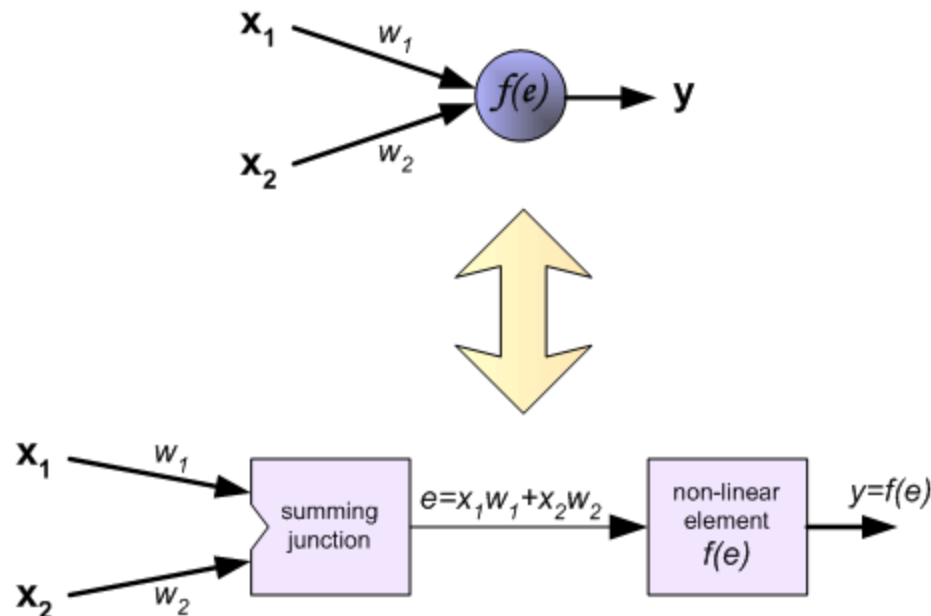 x₁
w₁
f(e)
y
x₂
w₂
x₁
w₁
summing
junction
e=x₁w₁+x₂w₂
non-linear
element
f(e)
y=f(e)
x₂
w₂